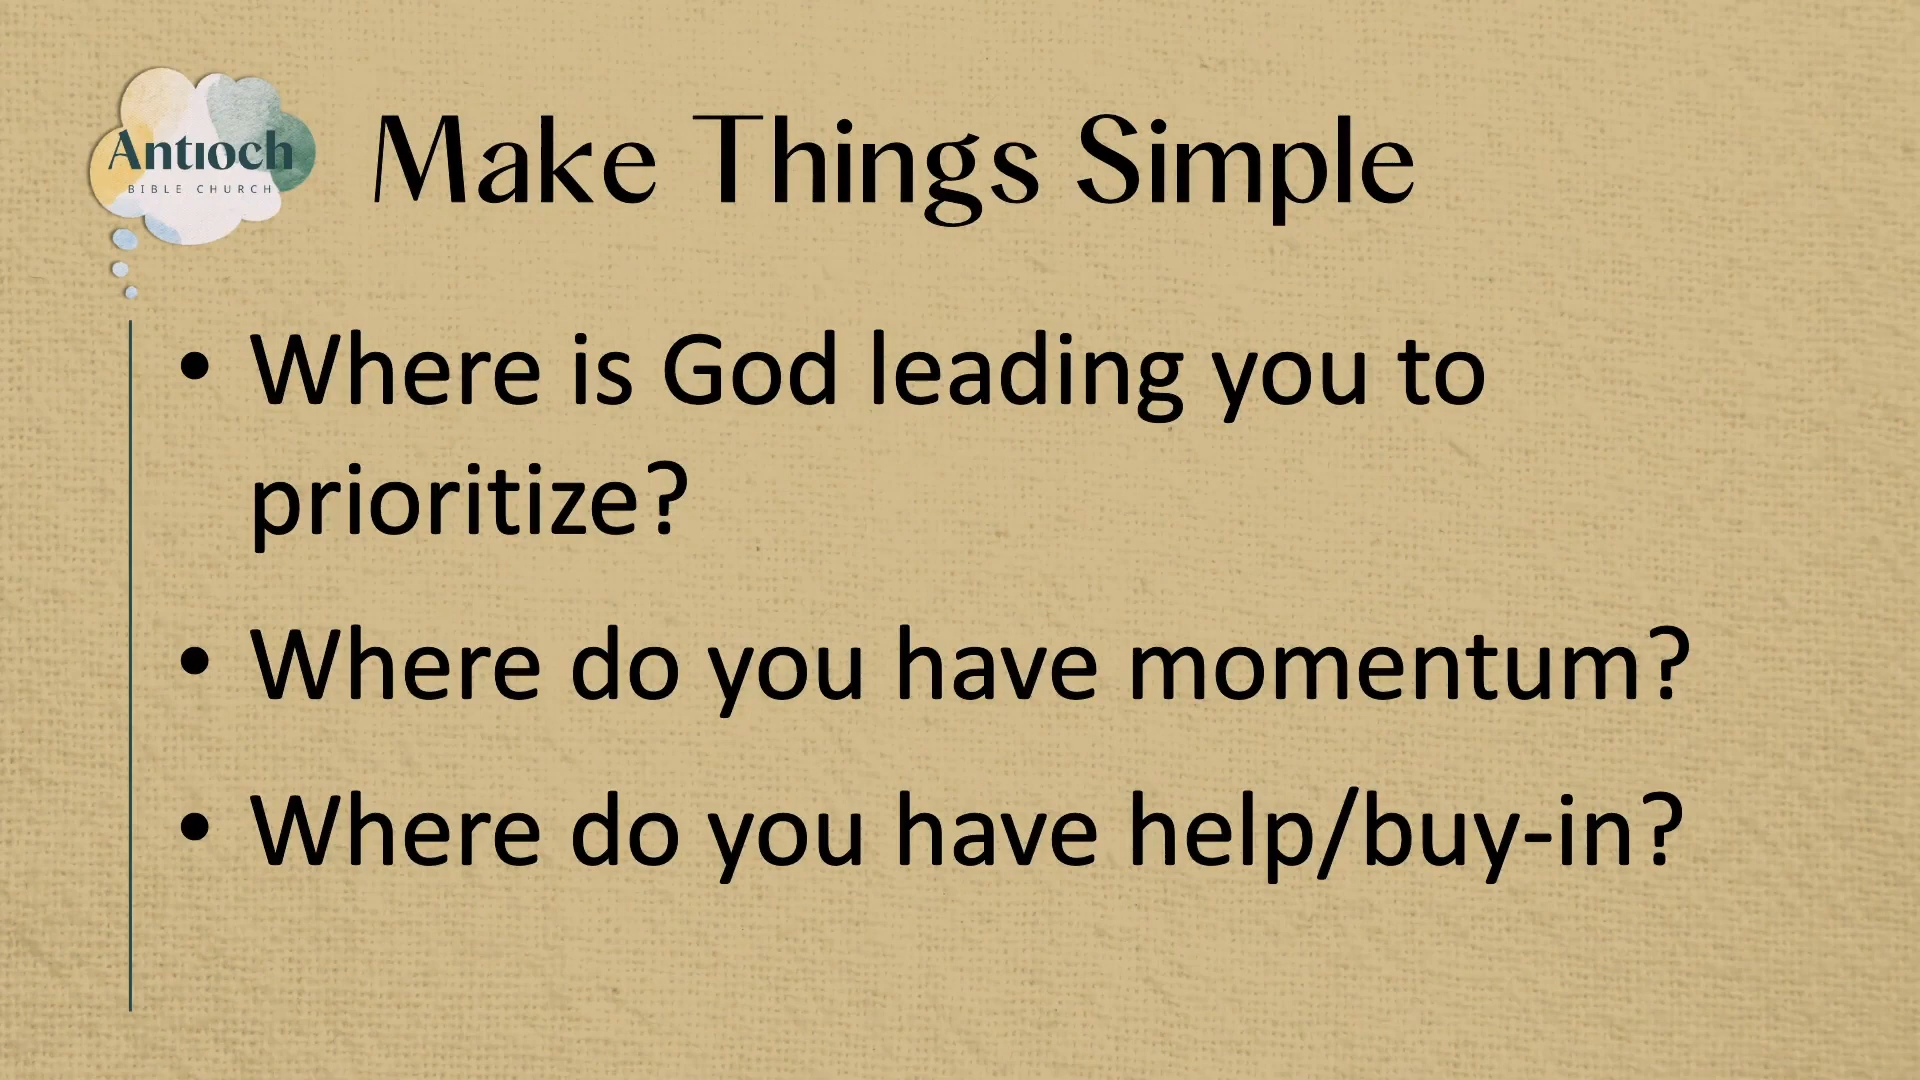 Antioch
BIBLE CHURCH
Make Things Simple
• Where is God leading you to
prioritize?
• Where do you have momentum?
• Where do you have help/buy-in?